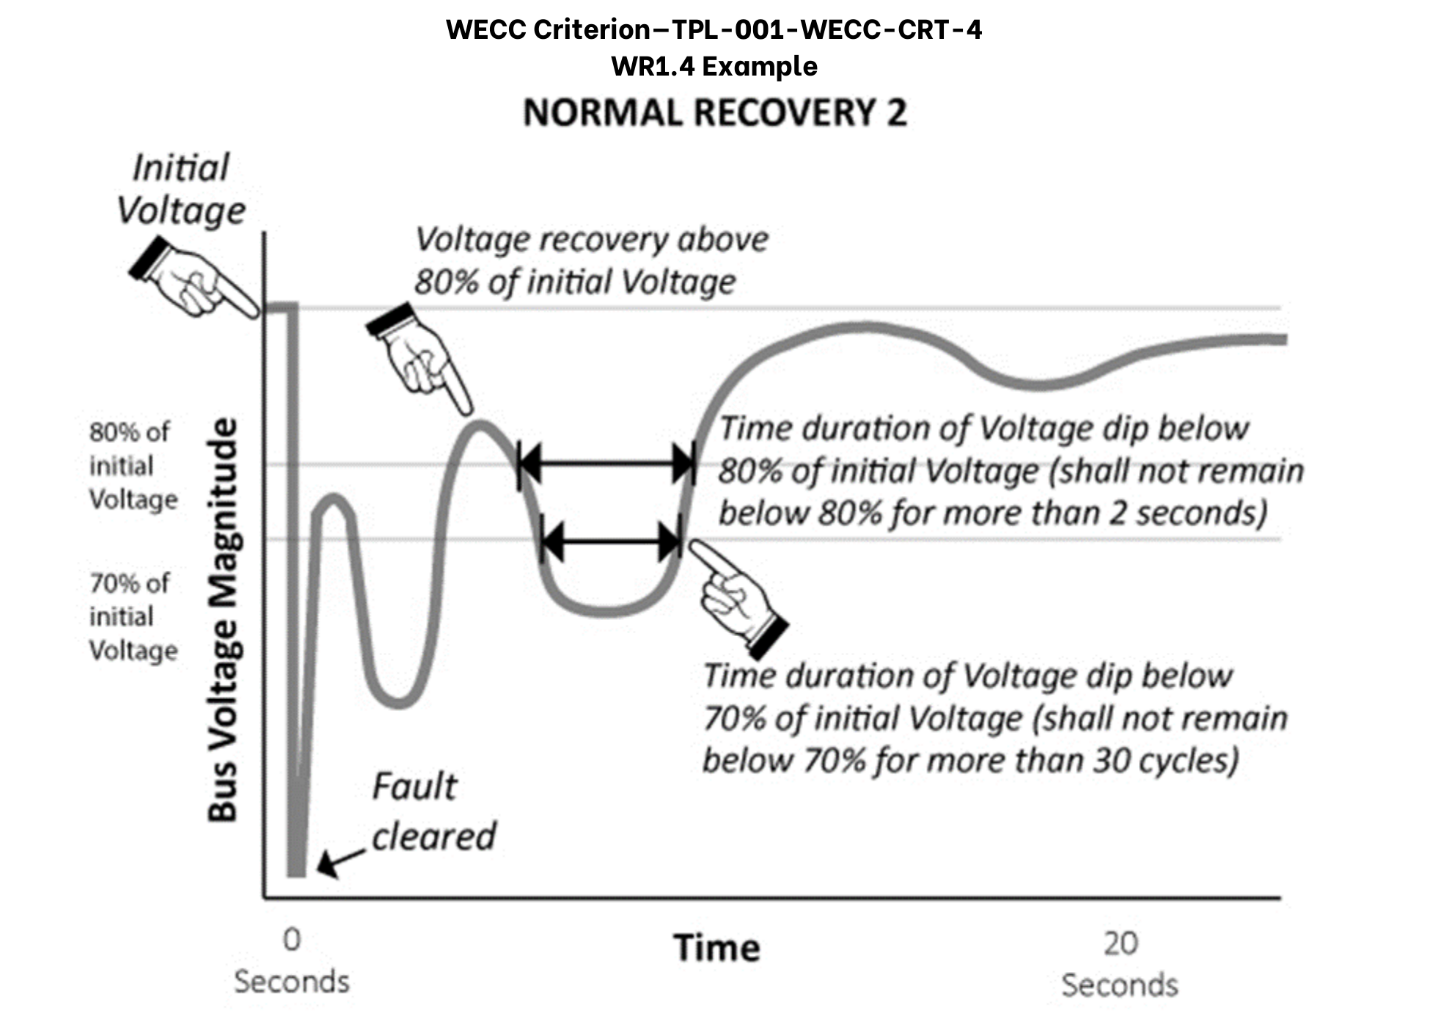 WECC Criterion—TPL-001-WECC-CRT-4
WR1.4 Example
NORMAL RECOVERY 2
Initial
Voltage
Voltage recovery above
80% of initial Voltage
80% of
initial
Voltage
70% of
initial
Voltage
Bus Voltage Magnitude
Time duration of Voltage dip below
80% of initial Voltage (shall not remain
below 80% for more than 2 seconds)
Time duration of Voltage dip below
70% of initial Voltage (shall not remain
below 70% for more than 30 cycles)
Fault
cleared
0
Seconds
Time
20
Seconds